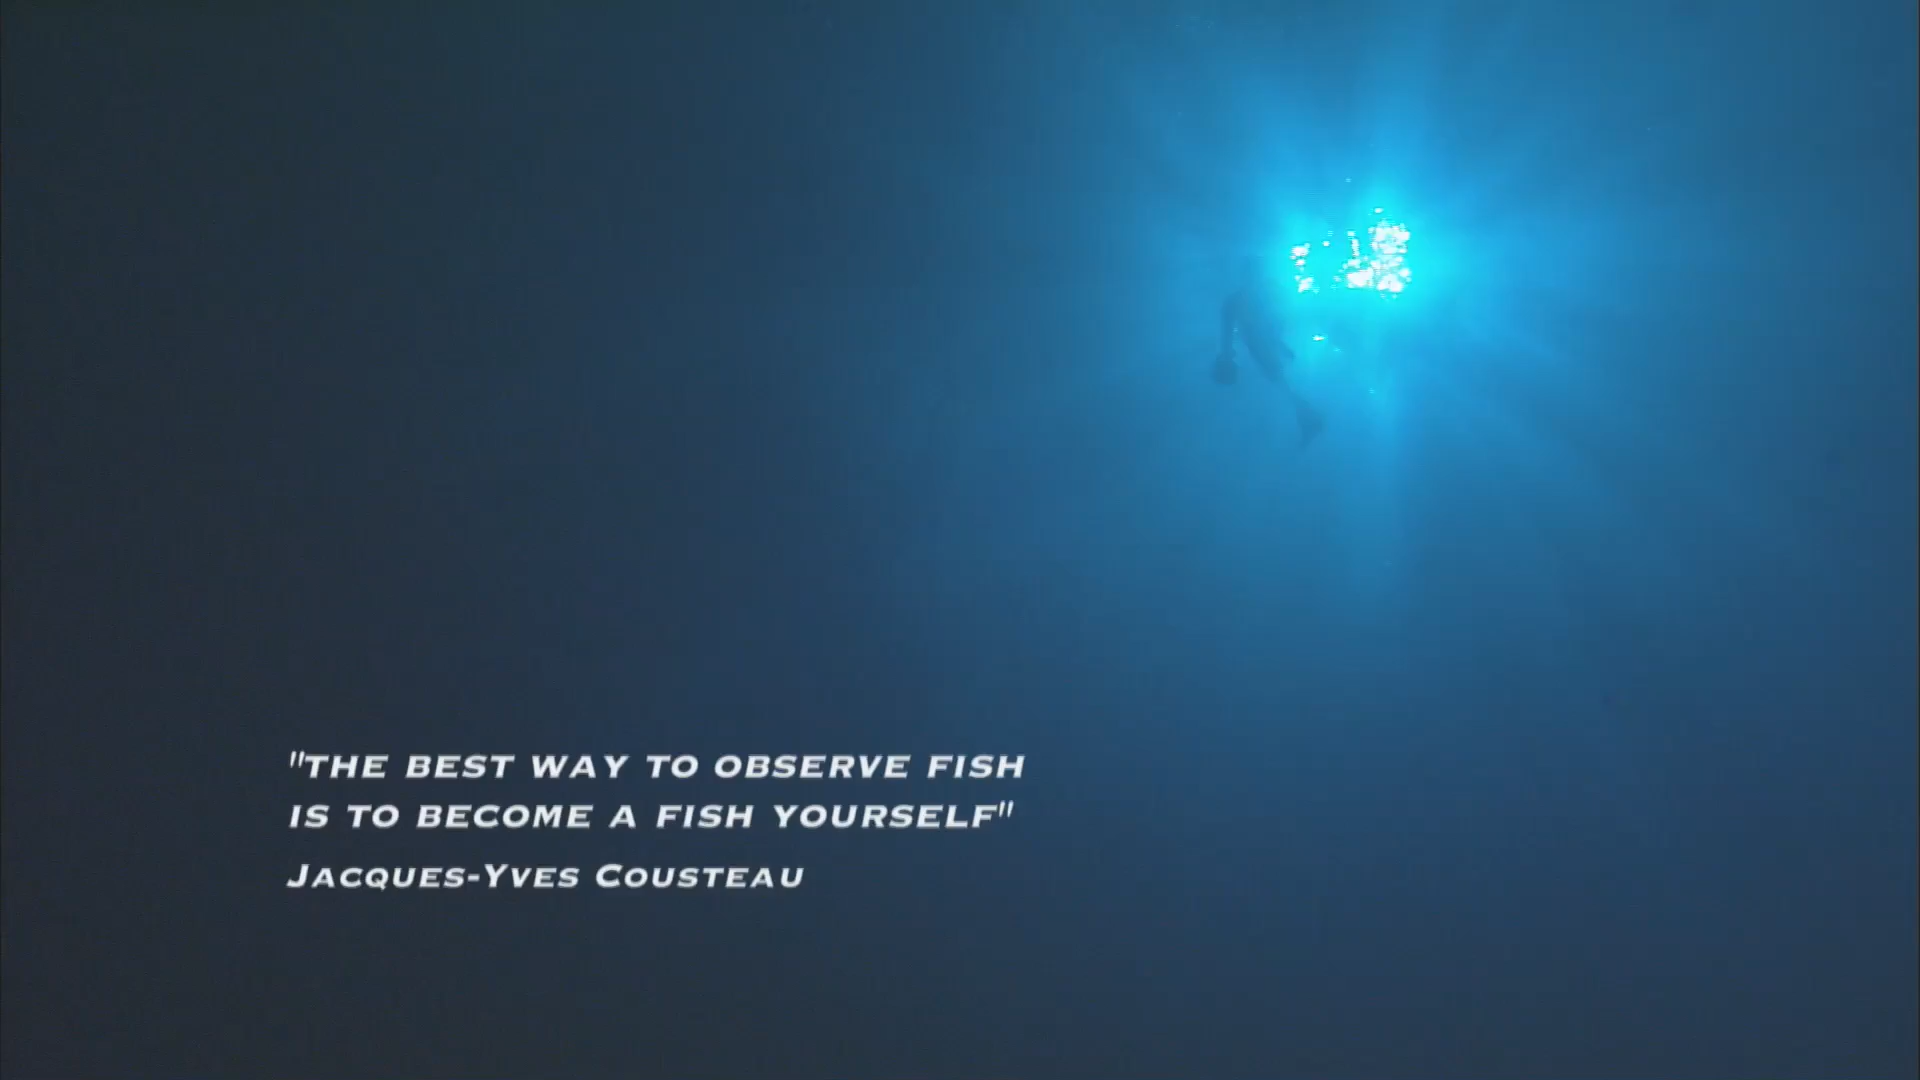 "THE BEST WAY TO OBSERVE FISH
IS TO BECOME A FISH YOURSELF"
JACQUES-YVES COUSTEAU